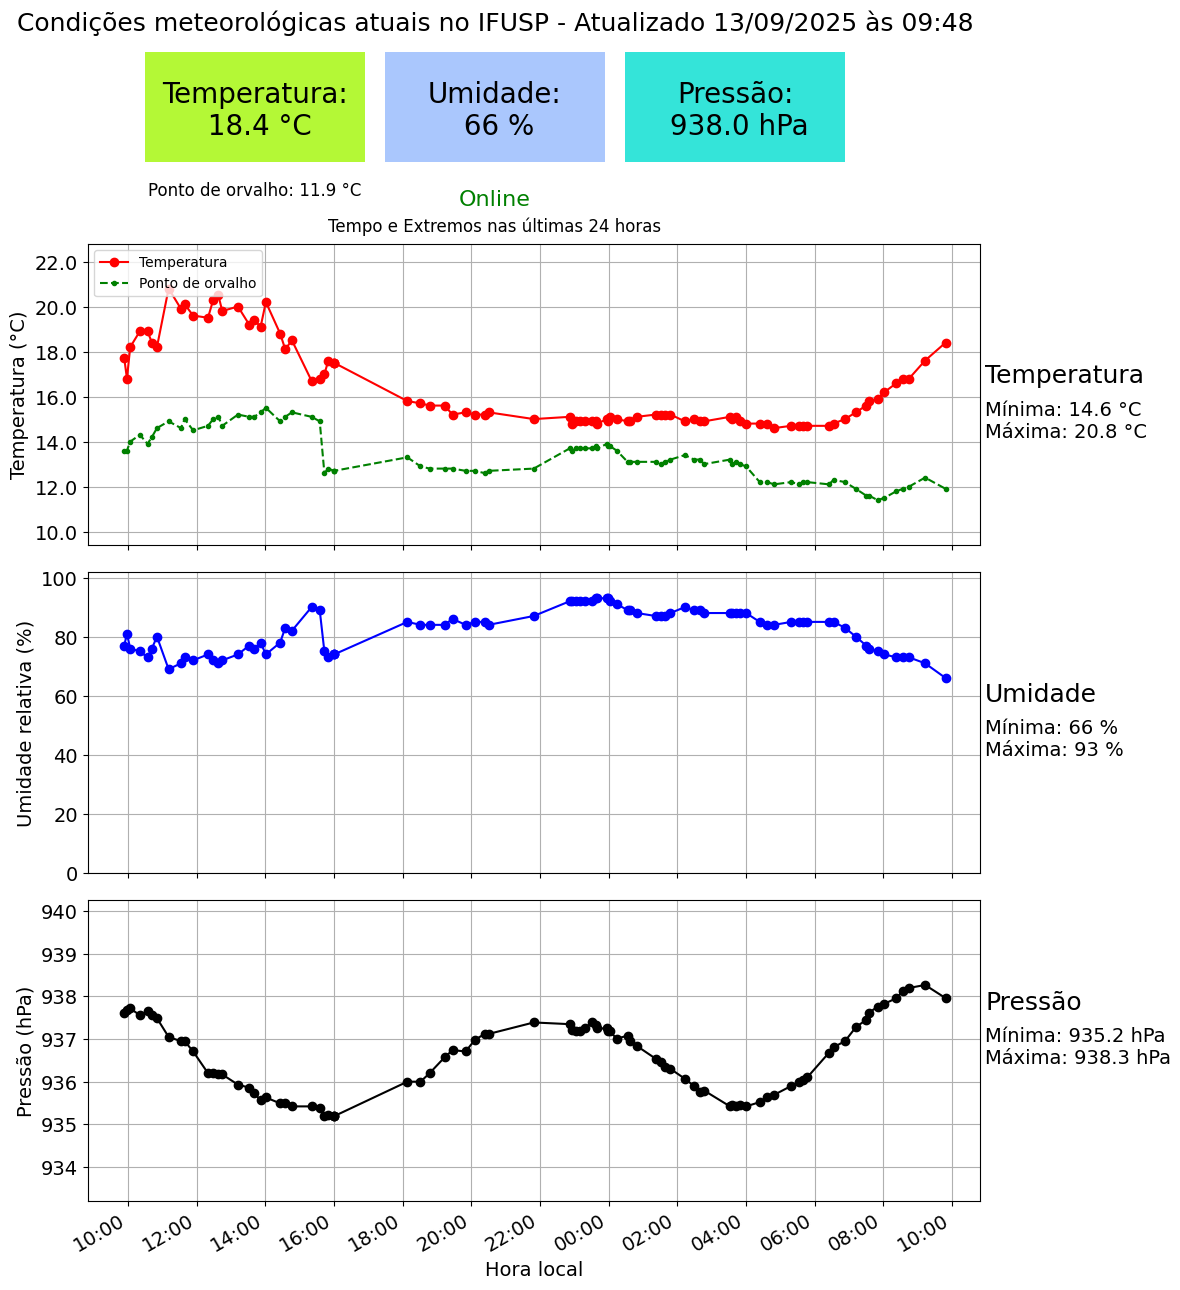 Condições meteorológicas atuais no IFUSP - Atualizado 13/09/2025 às 09:48
Temperatura:
18.4 °C
Umidade:
66 %
Pressão:
938.0 hPa
Ponto de orvalho: 11.9 °C
Online
Tempo e Extremos nas últimas 24 horas
Temperatura
Ponto de orvalho
Temperatura (°C)
22.0
20.0
18.0
16.0
14.0
12.0
10.0
Temperatura
Mínima: 14.6 °C
Máxima: 20.8 °C
Umidade relativa (%)
100
80
60
40
20
0
Umidade
Mínima: 66 %
Máxima: 93 %
Pressão (hPa)
940
939
938
937
936
935
934
Pressão
Mínima: 935.2 hPa
Máxima: 938.3 hPa
10:00
12:00
14:00
16:00
18:00
20:00
22:00
00:00
02:00
04:00
06:00
08:00
10:00
Hora local